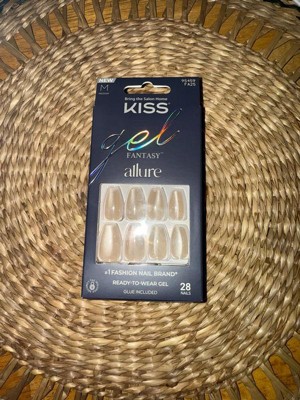 NEW
M
Bring the Salon Home
KISS
gel
FANTASY
allure
#1 FASHION NAIL BRAND*
READY-TO-WEAR GEL
GLUE INCLUDED
28
NAILS